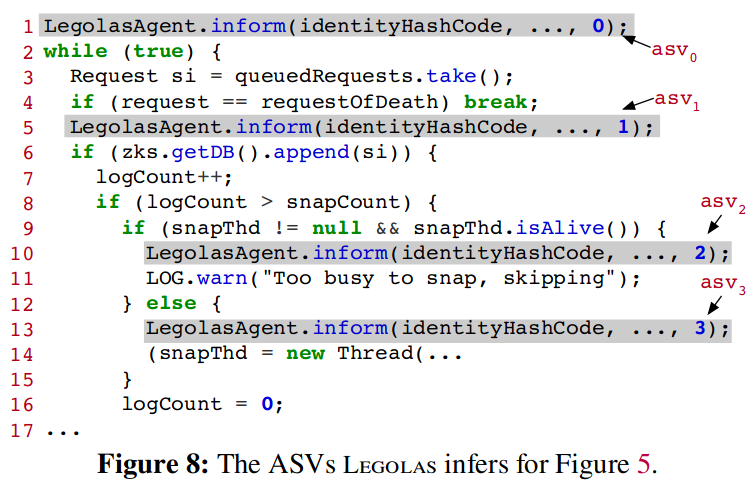 1 LegolasAgent.inform(identityHashCode, ..., 0);
asv0
2 while (true) {
3 Request si = queuedRequests.take();
4 if (request == requestOfDeath) break;
asv1
5 LegolasAgent.inform(identityHashCode, ..., 1);
6 if (zks.getDB().append(si)) {
7 logCount++;
8 if (logCount > snapCount) {
asv2
9 if (snapThd != null && snapThd.isAlive()) {
10 LegolasAgent.inform(identityHashCode, ..., 2);
11 LOG.warn("Too busy to snap, skipping");
asv3
12 } else {
13 LegolasAgent.inform(identityHashCode, ..., 3);
14 (snapThd = new Thread(...
15 }
16 logCount = 0;
17 ...
Figure 8: The ASVs LEGOLAS infers for Figure 5.